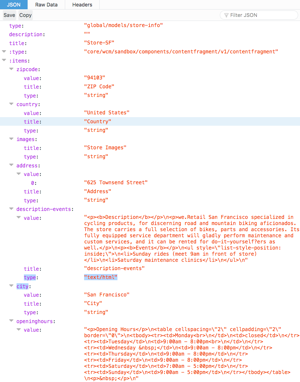 JSON Raw Data Headers
Save Copy Filter JSON
type: "global/models/store-info"
description: ""
title: "Store-SF"
:type: "core/wcm/sandbox/components/contentfragment/v1/contentfragment"
:items:
zipcode:
value: "94103"
title: "ZIP Code"
type: "string"
country:
value: "United States"
title: "Country"
type: "string"
images:
title: "Store Images"
type: "string"
address:
value:
0: "625 Townsend Street"
title: "Address"
type: "string"
description-events:
value: "<p><b>Description</b></p>\n<p>we.Retail San Francisco specialized in
cycling products, for discerning road and mountain biking aficionados.
The store carries a full selection of bikes, parts and accessories. Its
fully equipped service department will gladly perform maintenance and
custom services, and it can be rented for do-it-yourselfers as
well.</p>\n<p><b>Events</b></p>\n<ul style=\"list-style-position:
inside;\">\n<li>Sunday rides (meet 9am in front of store)
</li>\n<li>Saturday maintenance clinics</li>\n</ul>\n"
title: "description-events"
type: "text/html"
city:
value: "San Francisco"
title: "City"
type: "string"
openinghours:
value: "<p>Opening Hours</p>\n<table cellspacing=\"2\" cellpadding=\"2\"
border=\"0\">\n<tbody><tr><td>Monday<br>\n</td>\n<td>closed</td>\n</tr>
<tr><td>Tuesday</td>\n<td>9:00am - 8:00pm<br>\n</td>\n</tr>
<tr><td>Wednesday &nbsp;</td>\n<td>9:00am - 8:00pm</td>\n</tr>
<tr><td>Thursday</td>\n<td>9:00am - 8:00pm</td>\n</tr>
<tr><td>Friday</td>\n<td>9:00am - 8:00pm</td>\n</tr>
<tr><td>Saturday</td>\n<td>7:00am - 5:00pm</td>\n</tr>
<tr><td>Sunday</td>\n<td>9:00am - 5:00pm</td>\n</tr></tbody></table>
\n<p>&nbsp;</p>\n"